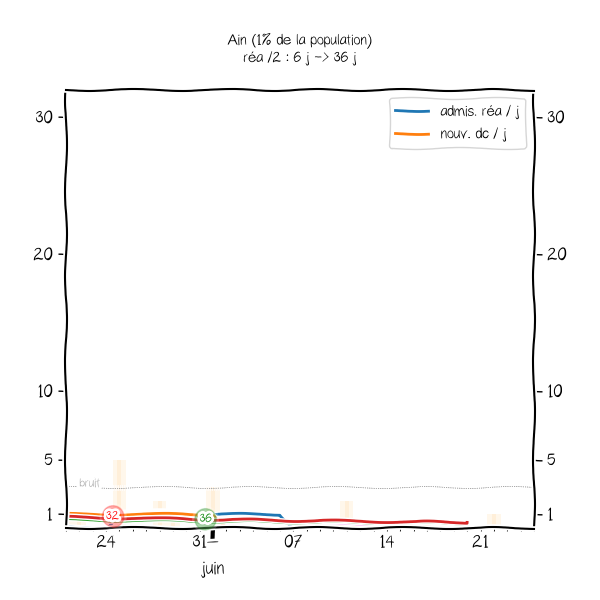 Ain (1% de la population)
réa /2 : 6 j -> 36 j
admis. réa / j
nouv. dc / j
30
30
20
20
10
10
5
5
bruit
1
32
36
1
24
31
07
14
21
juin